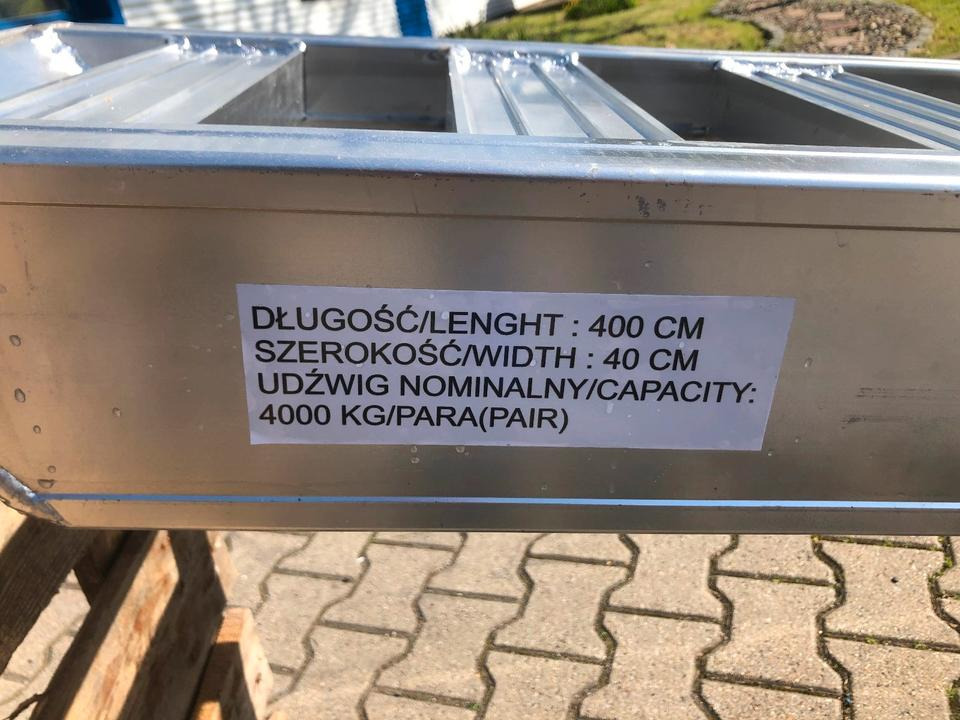 DŁUGOŚĆ/LENGHT : 400 CM
SZEROKOŚĆ/WIDTH : 40 CM
UDŹWIG NOMINALNY/CAPACITY:
4000 KG/PARA(PAIR)